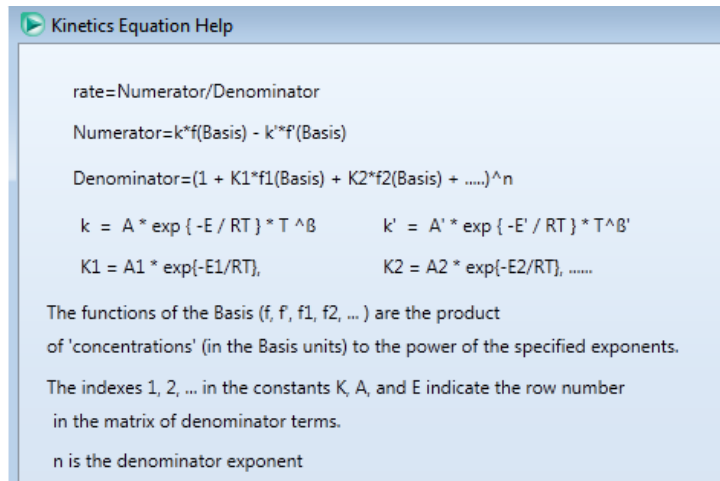 Kinetics Equation Help
rate=Numerator/Denominator
Numerator=k*f(Basis) - k'*f'(Basis)
Denominator=(1 + K1*f1(Basis) + K2*f2(Basis) + .....)^n
k = A * exp { -E / RT } * T ^ß k' = A' * exp { -E' / RT } * T^ß'
K1 = A1 * exp{-E1/RT}, K2 = A2 * exp{-E2/RT}, ......
The functions of the Basis (f, f', f1, f2, ... ) are the product
of 'concentrations' (in the Basis units) to the power of the specified exponents.
The indexes 1, 2, ... in the constants K, A, and E indicate the row number
in the matrix of denominator terms.
n is the denominator exponent